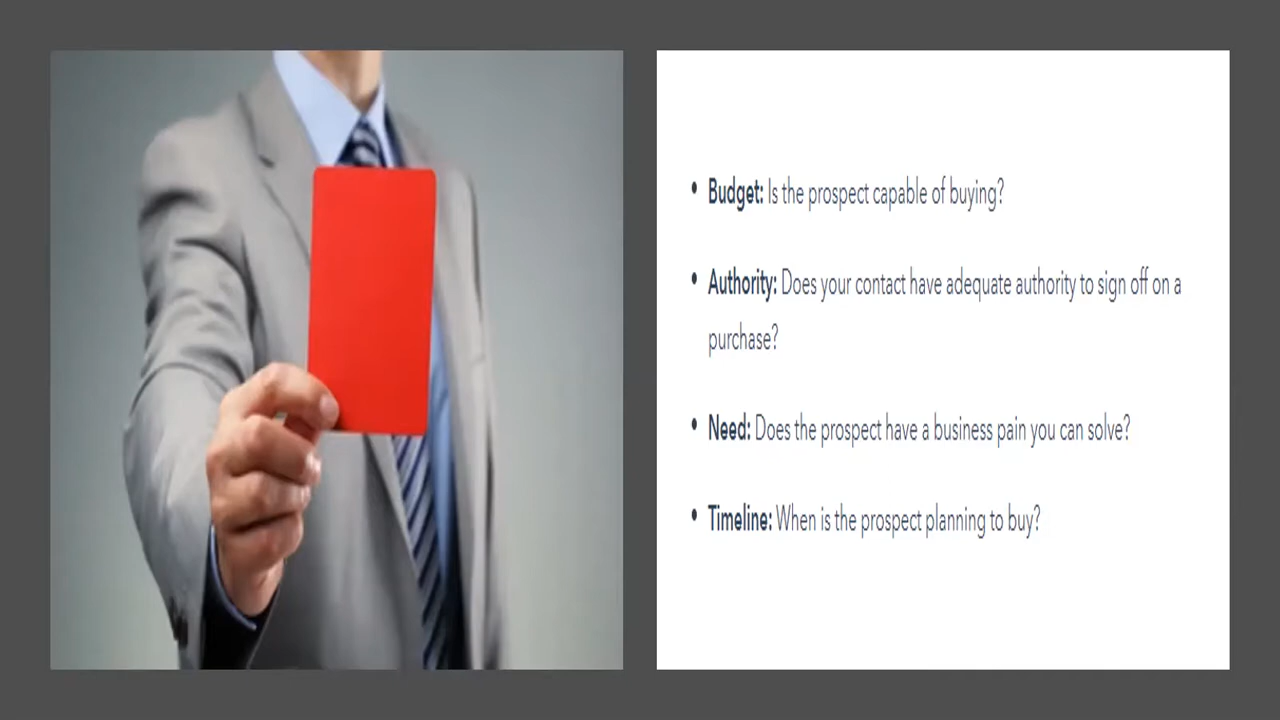 • Budget: Is the prospect capable of buying?
• Authority: Does your contact have adequate authority to sign off on a
purchase?
• Need: Does the prospect have a business pain you can solve?
• Timeline: When is the prospect planning to buy?